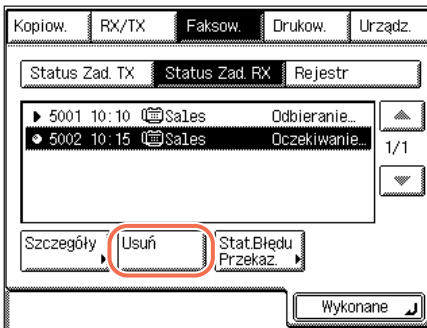 Kopiow. RX/TX Faksow. Drukow. Urządz.
Status Zad. TX Status Zad. RX Rejestr
5001 10:10 Sales Odbieranie…
5002 10:15 Sales Oczekiwanie…
1/1
Szczegóły Usuń Stat.Błędu
Przekaz.
Wykonane